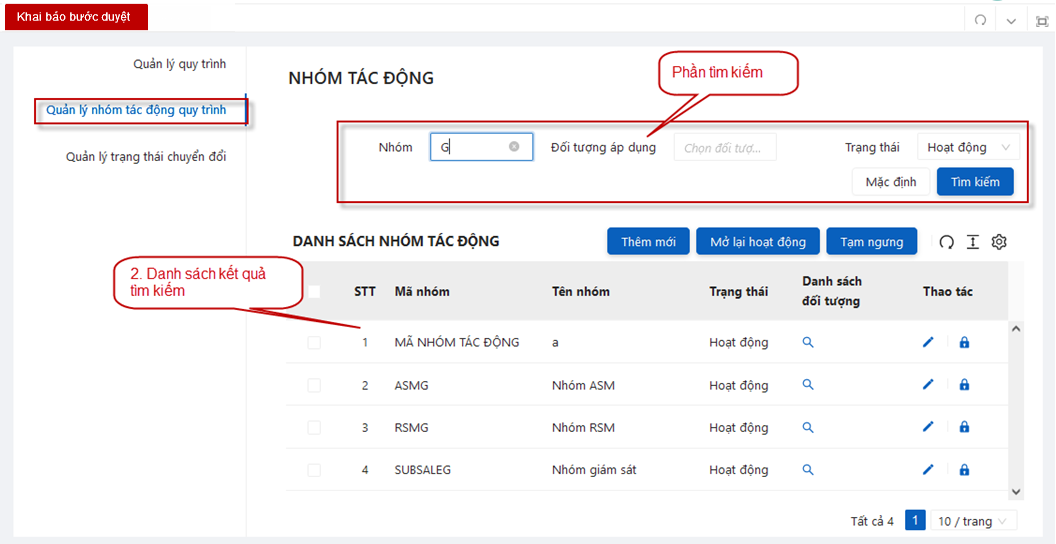 Khai báo bước duyệt
Quản lý quy trình
Quản lý nhóm tác động quy trình
Quản lý trạng thái chuyển đổi
NHÓM TÁC ĐỘNG
Phần tìm kiếm
Nhóm G Đối tượng áp dụng Chọn đối tượ... Trạng thái Hoạt động
Mặc định Tìm kiếm
DANH SÁCH NHÓM TÁC ĐỘNG Thêm mới Mở lại hoạt động Tạm ngưng
2. Danh sách kết quả
tìm kiếm
STT Mã nhóm Tên nhóm Trạng thái Danh sách đối tượng Thao tác
1 MÃ NHÓM TÁC ĐỘNG a Hoạt động
2 ASMG Nhóm ASM Hoạt động
3 RSMG Nhóm RSM Hoạt động
4 SUBSALEG Nhóm giám sát Hoạt động
Tất cả 4 1 10 / trang